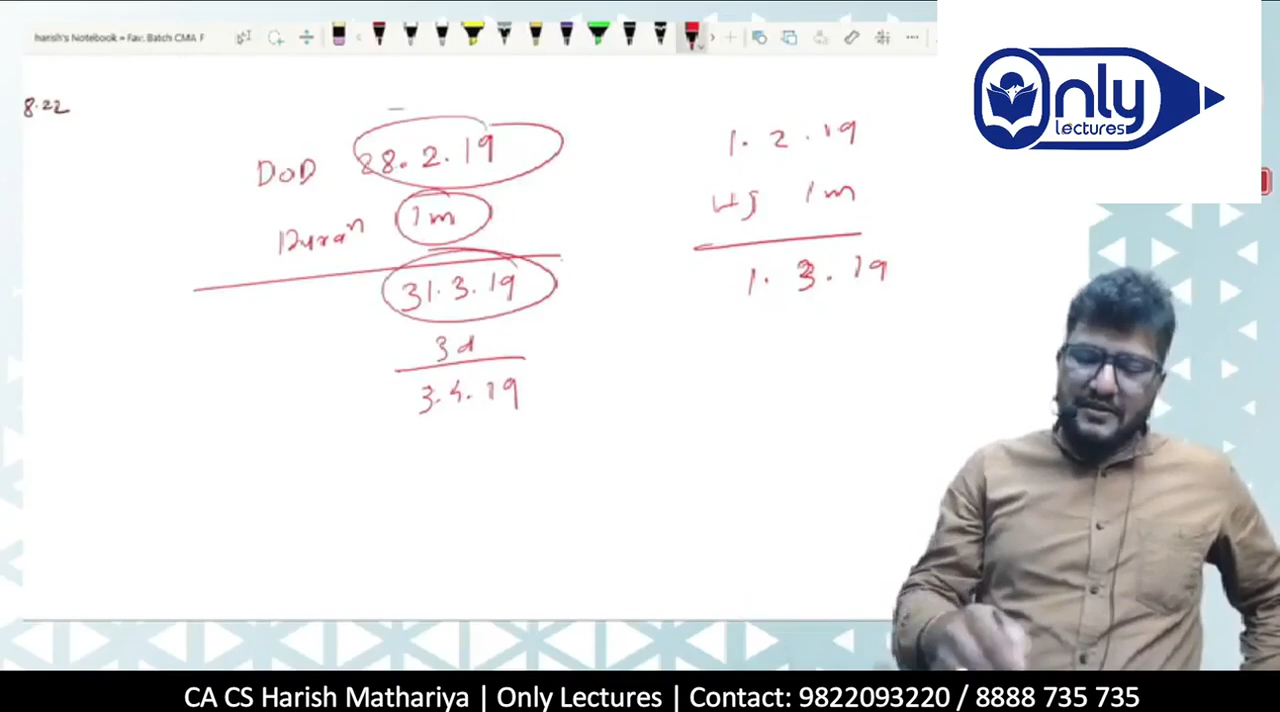 harish's Notebook = Fav. Batch CMA F
Only
lectures
8.22
DOD 28.2.19
Duraⁿ 1m
31.3.19
3d
3.4.19
1.2.19
1m
1.3.19
CA CS Harish Mathariya | Only Lectures | Contact: 9822093220 / 8888 735 735